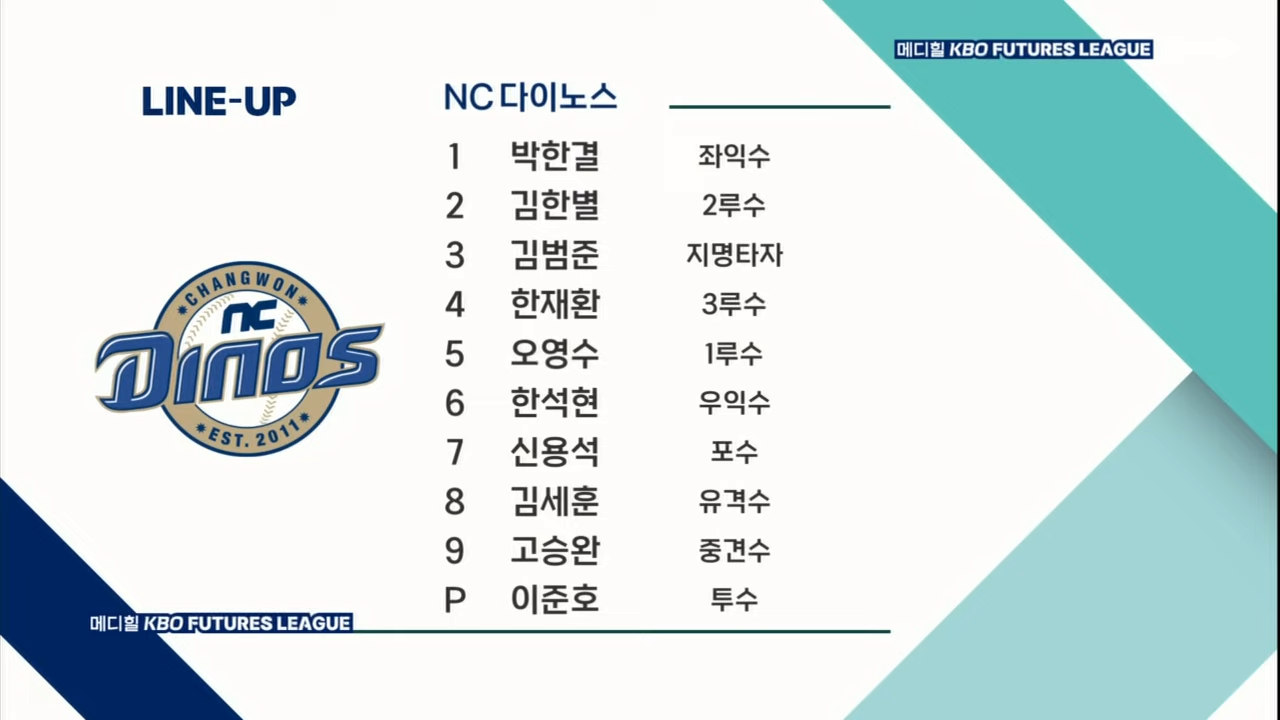 메디힐 KBO FUTURES LEAGUE
LINE-UP
NC 다이노스
1 박한결 좌익수
2 김한별 2루수
3 김범준 지명타자
4 한재환 3루수
5 오영수 1루수
6 한석현 우익수
7 신용석 포수
8 김세훈 유격수
9 고승완 중견수
P 이준호 투수
CHANGWON
NC
DINOS
EST. 2011
메디힐 KBO FUTURES LEAGUE